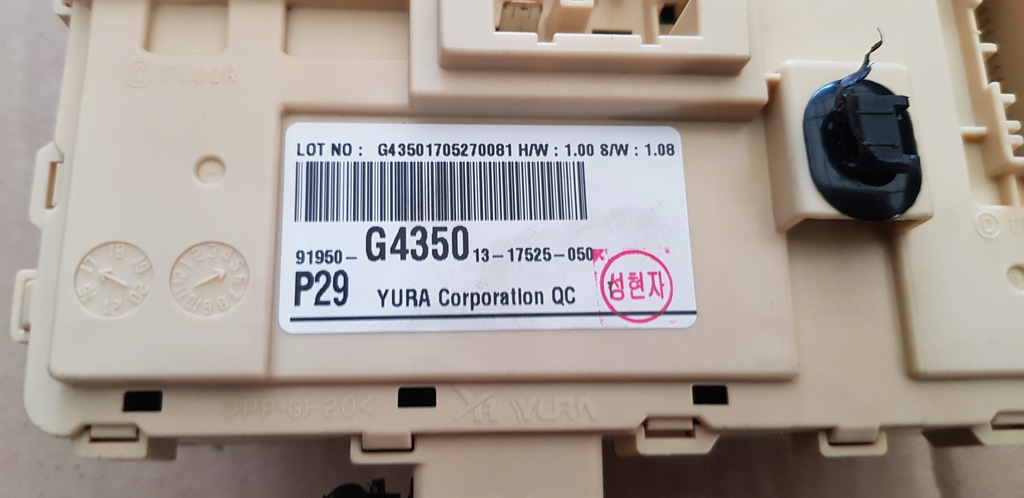 C FLOOR
LOT NO : G43501705270081 H/W : 1.00 S/W : 1.08
91950-G4350 13-17525-050
P29 YURA Corporation QC
성현자
D
>PP-GF20<
YURA